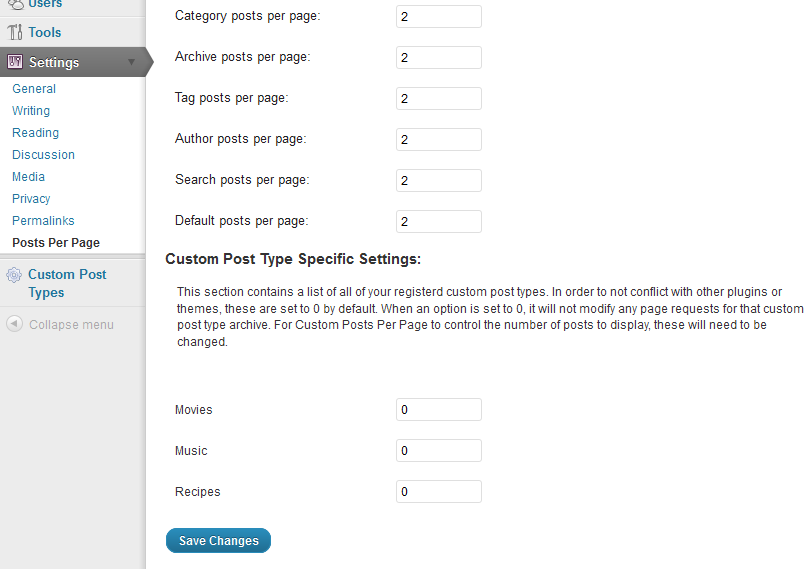 Users
Tools
Settings
General
Writing
Reading
Discussion
Media
Privacy
Permalinks
Posts Per Page
Custom Post
Types
Collapse menu
Category posts per page: 2
Archive posts per page: 2
Tag posts per page: 2
Author posts per page: 2
Search posts per page: 2
Default posts per page: 2
Custom Post Type Specific Settings:
This section contains a list of all of your registerd custom post types. In order to not conflict with other plugins or
themes, these are set to 0 by default. When an option is set to 0, it will not modify any page requests for that custom
post type archive. For Custom Posts Per Page to control the number of posts to display, these will need to be
changed.
Movies 0
Music 0
Recipes 0
Save Changes